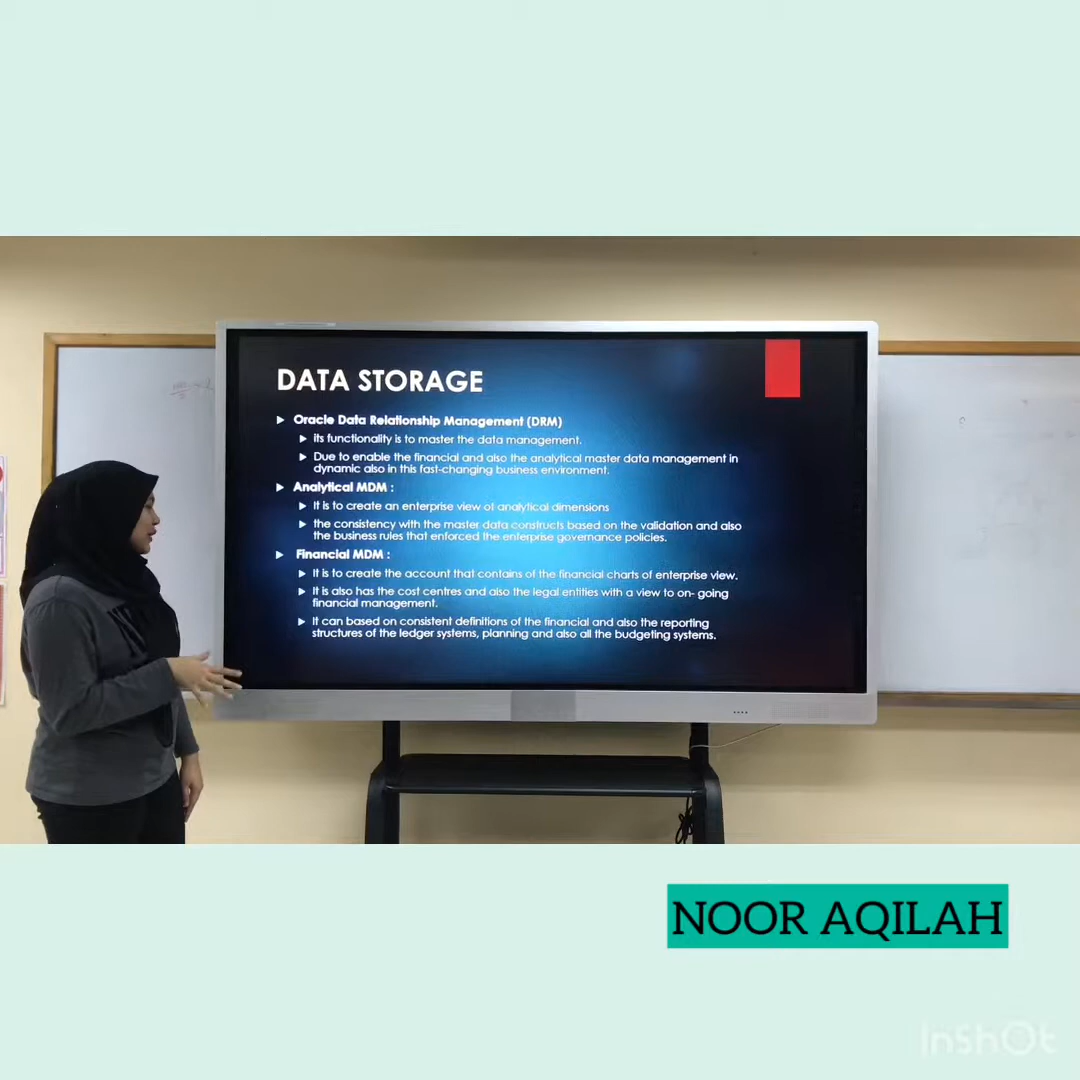 DATA STORAGE
Oracle Data Relationship Management (DRM)
its functionality is to master the data management.
Due to enable the financial and also the analytical master data management in
dynamic also in this fast-changing business environment.
Analytical MDM :
It is to create an enterprise view of analytical dimensions
the consistency with the master data constructs based on the validation and also
the business rules that enforced the enterprise governance policies.
Financial MDM :
It is to create the account that contains of the financial charts of enterprise view.
It is also has the cost centres and also the legal entities with a view to on- going
financial management.
It can based on consistent definitions of the financial and also the reporting
structures of the ledger systems, planning and also all the budgeting systems.
NOOR AQILAH
InShOt